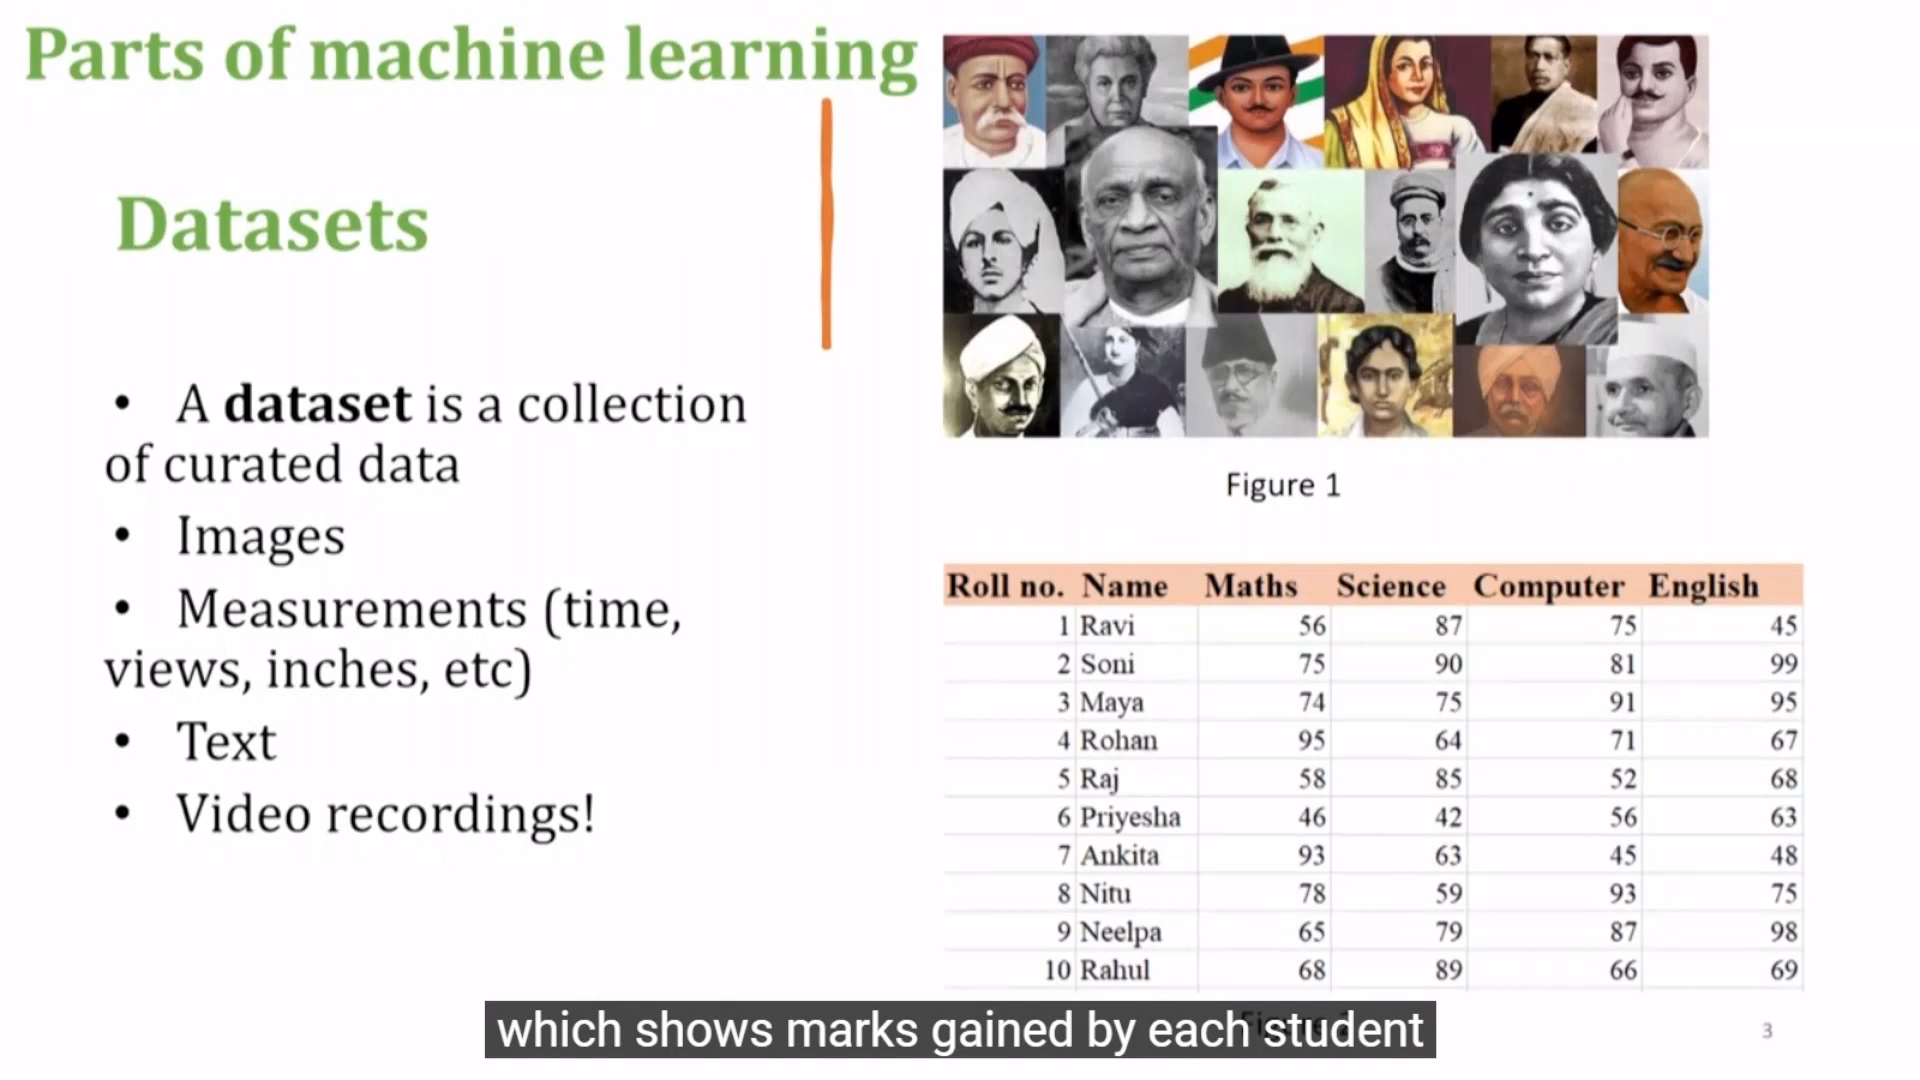 Parts of machine learning
Datasets
• A dataset is a collection
of curated data
• Images
• Measurements (time,
views, inches, etc)
• Text
• Video recordings!
Figure 1
Roll no. Name Maths Science Computer English
1 Ravi 56 87 75 45
2 Soni 75 90 81 99
3 Maya 74 75 91 95
4 Rohan 95 64 71 67
5 Raj 58 85 52 68
6 Priyesha 46 42 56 63
7 Ankita 93 63 45 48
8 Nitu 78 59 93 75
9 Neelpa 65 79 87 98
10 Rahul 68 89 66 69
which shows marks gained by each student
3